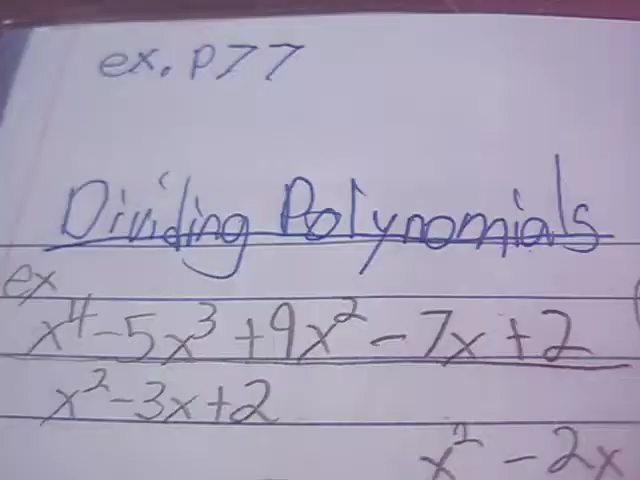 ex. p77
Dividing Polynomials
ex
x⁴-5x³+9x²-7x+2
x²-3x+2
x²-2x